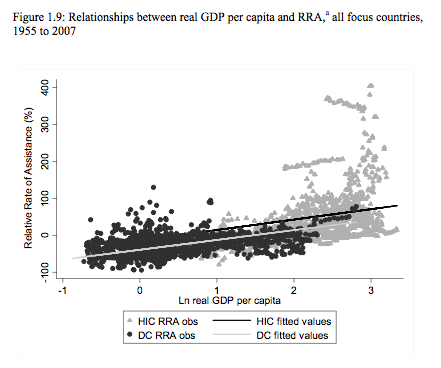 Figure 1.9: Relationships between real GDP per capita and RRA,a all focus countries,
1955 to 2007
Relative Rate of Assistance (%)
400
300
200
100
0
-100
-1
0
1
2
3
Ln real GDP per capita
HIC RRA obs
HIC fitted values
DC RRA obs
DC fitted values